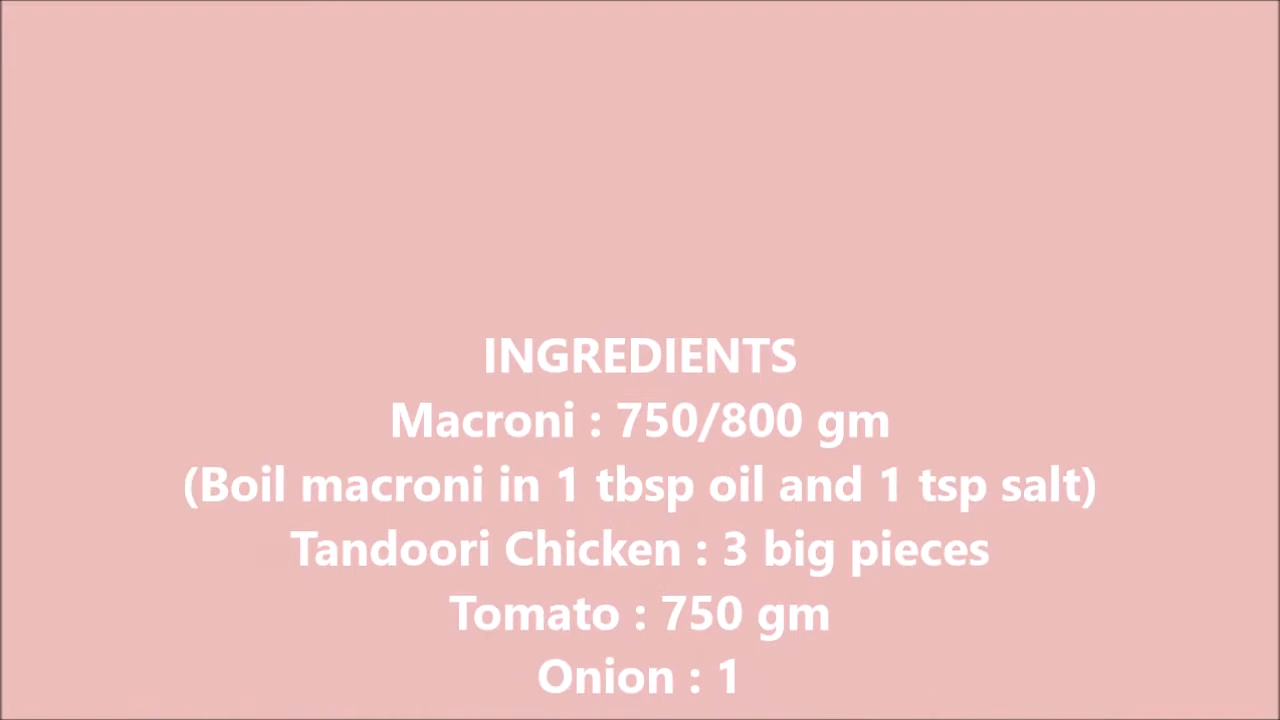 INGREDIENTS
Macroni : 750/800 gm
(Boil macroni in 1 tbsp oil and 1 tsp salt)
Tandoori Chicken : 3 big pieces
Tomato : 750 gm
Onion : 1